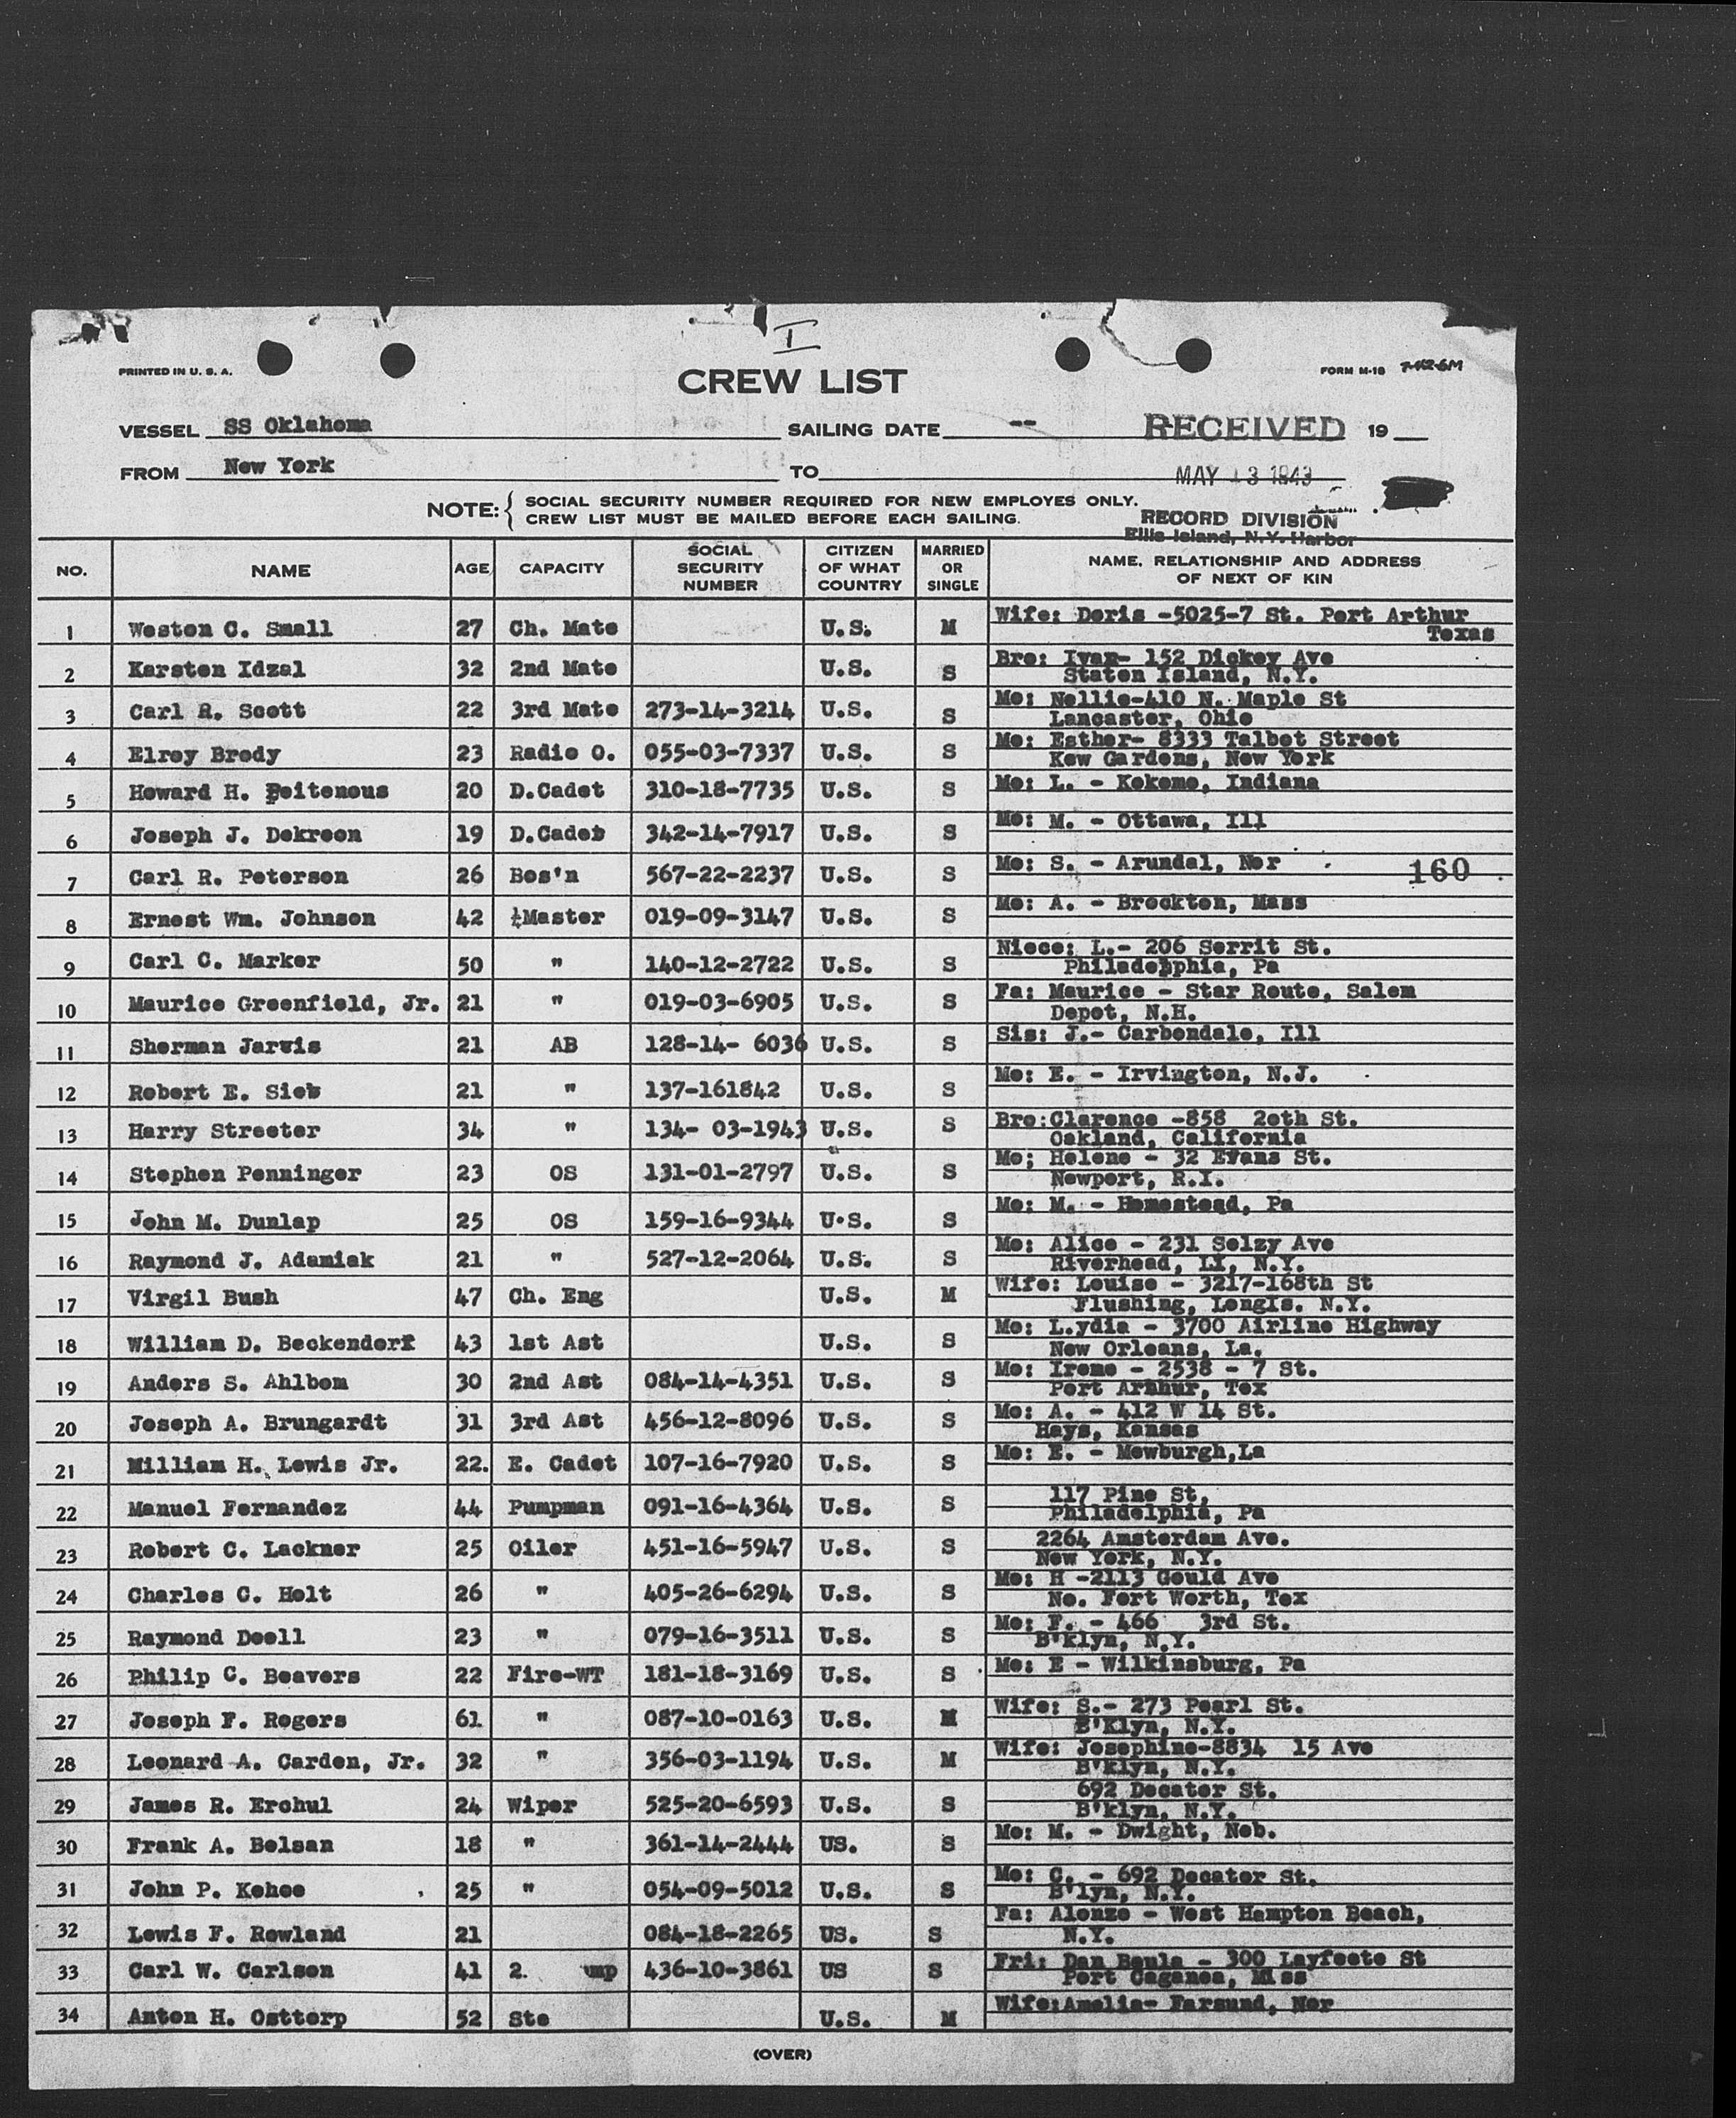 I
PRINTED IN U. S. A.
FORM M-18 7-42-6M
CREW LIST
VESSEL SS Oklahoma SAILING DATE -- RECEIVED 19
FROM New York TO MAY 13 1943
NOTE: { SOCIAL SECURITY NUMBER REQUIRED FOR NEW EMPLOYES ONLY.
CREW LIST MUST BE MAILED BEFORE EACH SAILING.
RECORD DIVISION
Ellis Island, N.Y. Harbor
NO. NAME AGE CAPACITY SOCIAL SECURITY NUMBER CITIZEN OF WHAT COUNTRY MARRIED OR SINGLE NAME, RELATIONSHIP AND ADDRESS OF NEXT OF KIN
1 Weston C. Small 27 Ch. Mate U.S. M Wife: Doris -5025-7 St. Port Arthur
Texas
2 Karsten Idzal 32 2nd Mate U.S. S Bro: Ivar- 152 Dickey Ave
Staten Island, N.Y.
3 Carl R. Scott 22 3rd Mate 273-14-3214 U.S. S Mo: Nellie-410 N. Maple St
Lancaster, Ohio
4 Elroy Brody 23 Radio O. 055-03-7337 U.S. S Mo: Esther- 8333 Talbot Street
Kew Gardens, New York
5 Howard H. Feitenous 20 D.Cadet 310-18-7735 U.S. S Mo: L. - Kokomo, Indiana
6 Joseph J. Dekreon 19 D.Cadet 342-14-7917 U.S. S Mo: M. - Ottawa, Ill
7 Carl R. Peterson 26 Bos'n 567-22-2237 U.S. S Mo: S. - Arundal, Nor 160
8 Ernest Wm. Johnson 42 ½Master 019-09-3147 U.S. S Mo: A. - Brockton, Mass
9 Carl C. Marker 50 " 140-12-2722 U.S. S Niece: L.- 206 Serrit St.
Philadelphia, Pa
10 Maurice Greenfield, Jr. 21 " 019-03-6905 U.S. S Fa: Maurice - Star Route, Salem
Depot, N.H.
11 Sherman Jarvis 21 AB 128-14- 6036 U.S. S Sis: J.- Carbondale, Ill
12 Robert E. Sieb 21 " 137-161842 U.S. S Mo: E. - Irvington, N.J.
13 Harry Streeter 34 " 134- 03-1943 U.S. S Bro:Clarence -858 20th St.
Oakland, California
14 Stephen Penninger 23 OS 131-01-2797 U.S. S Mo; Helene - 32 Evans St.
Newport, R.I.
15 John M. Dunlap 25 OS 159-16-9344 U.S. S Mo: M. - Homestead, Pa
16 Raymond J. Adamiak 21 " 527-12-2064 U.S. S Mo: Alice - 231 Selzy Ave
Riverhead, LI, N.Y.
17 Virgil Bush 47 Ch. Eng U.S. M Wife: Louise - 3217-168th St
Flushing, LongIs. N.Y.
18 William D. Beckendorf 43 1st Ast U.S. S Mo: L.ydia - 3700 Airline Highway
New Orleans, La.
19 Anders S. Ahlbom 30 2nd Ast 084-14-4351 U.S. S Mo: Irene - 2538 - 7 St.
Port Arhhur, Tex
20 Joseph A. Brungardt 31 3rd Ast 456-12-8096 U.S. S Mo: A. - 412 W 14 St.
Hays, Kansas
21 Milliam H. Lewis Jr. 22. E. Cadet 107-16-7920 U.S. S Mo: E. - Mewburgh,La
22 Manuel Fernandez 44 Pumpman 091-16-4364 U.S. S 117 Pine St.
Philadelphia, Pa
23 Robert C. Lackner 25 Oiler 451-16-5947 U.S. S 2264 Amsterdam Ave.
New York, N.Y.
24 Charles C. Holt 26 " 405-26-6294 U.S. S Mo: H -2113 Gould Ave
No. Fort Worth, Tex
25 Raymond Doell 23 " 079-16-3511 U.S. S Mo: F. - 466 3rd St.
B'klyn, N.Y.
26 Philip C. Beavers 22 Fire-WT 181-18-3169 U.S. S Mo: E - Wilkinsburg, Pa
27 Joseph F. Rogers 61 " 087-10-0163 U.S. M Wife: S.- 273 Pearl St.
B'Klyn, N.Y.
28 Leonard A. Carden, Jr. 32 " 356-03-1194 U.S. M Wife: Josephine-8834 15 Ave
B'klyn, N.Y.
29 James R. Erchul 24 Wiper 525-20-6593 U.S. S 692 Decator St.
B'klyn, N.Y.
30 Frank A. Belsan 18 " 361-14-2444 US. S Mo: M. - Dwight, Neb.
31 John P. Kehoe 25 " 054-09-5012 U.S. S Mo: C. - 692 Decator St.
B'lyn, N.Y.
32 Lewis F. Rowland 21 084-18-2265 US. S Fa: Alonzo - West Hampton Beach,
N.Y.
33 Carl W. Carlson 41 2. ump 436-10-3861 US S Fri: Dan Beula - 300 Layfeete St
Port Caganoa, Miss
34 Anton H. Ostterp 52 Ste U.S. M Wife:Amelia- Farsund, Nor
(OVER)